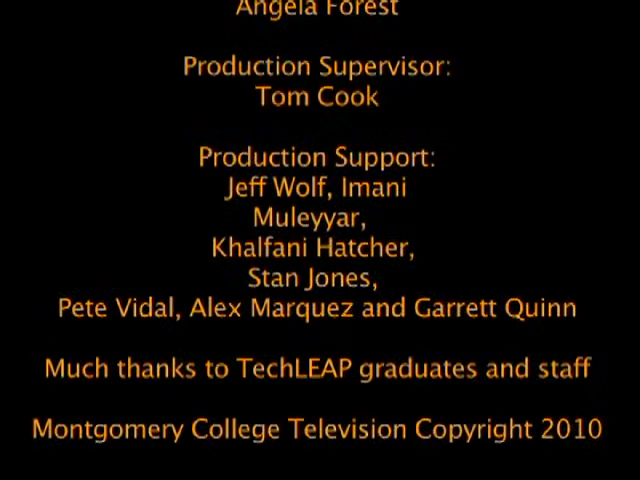 Angela Forest
Production Supervisor:
Tom Cook
Production Support:
Jeff Wolf, Imani
Muleyyar,
Khalfani Hatcher,
Stan Jones,
Pete Vidal, Alex Marquez and Garrett Quinn
Much thanks to TechLEAP graduates and staff
Montgomery College Television Copyright 2010